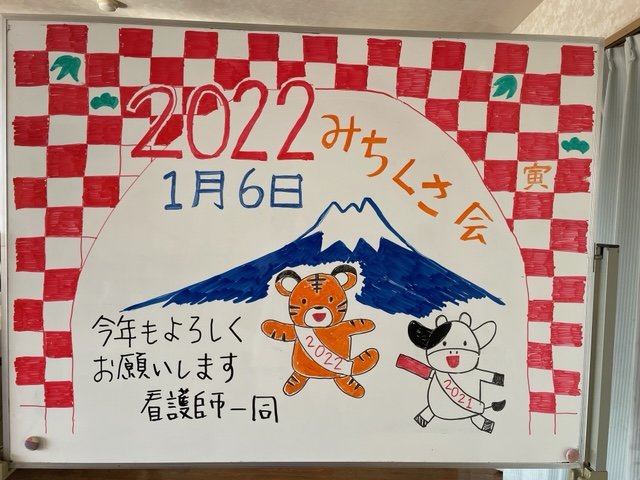 2022
みちくさ会
1月6日
寅
今年もよろしく
お願いします
看護師一同
2022
2021